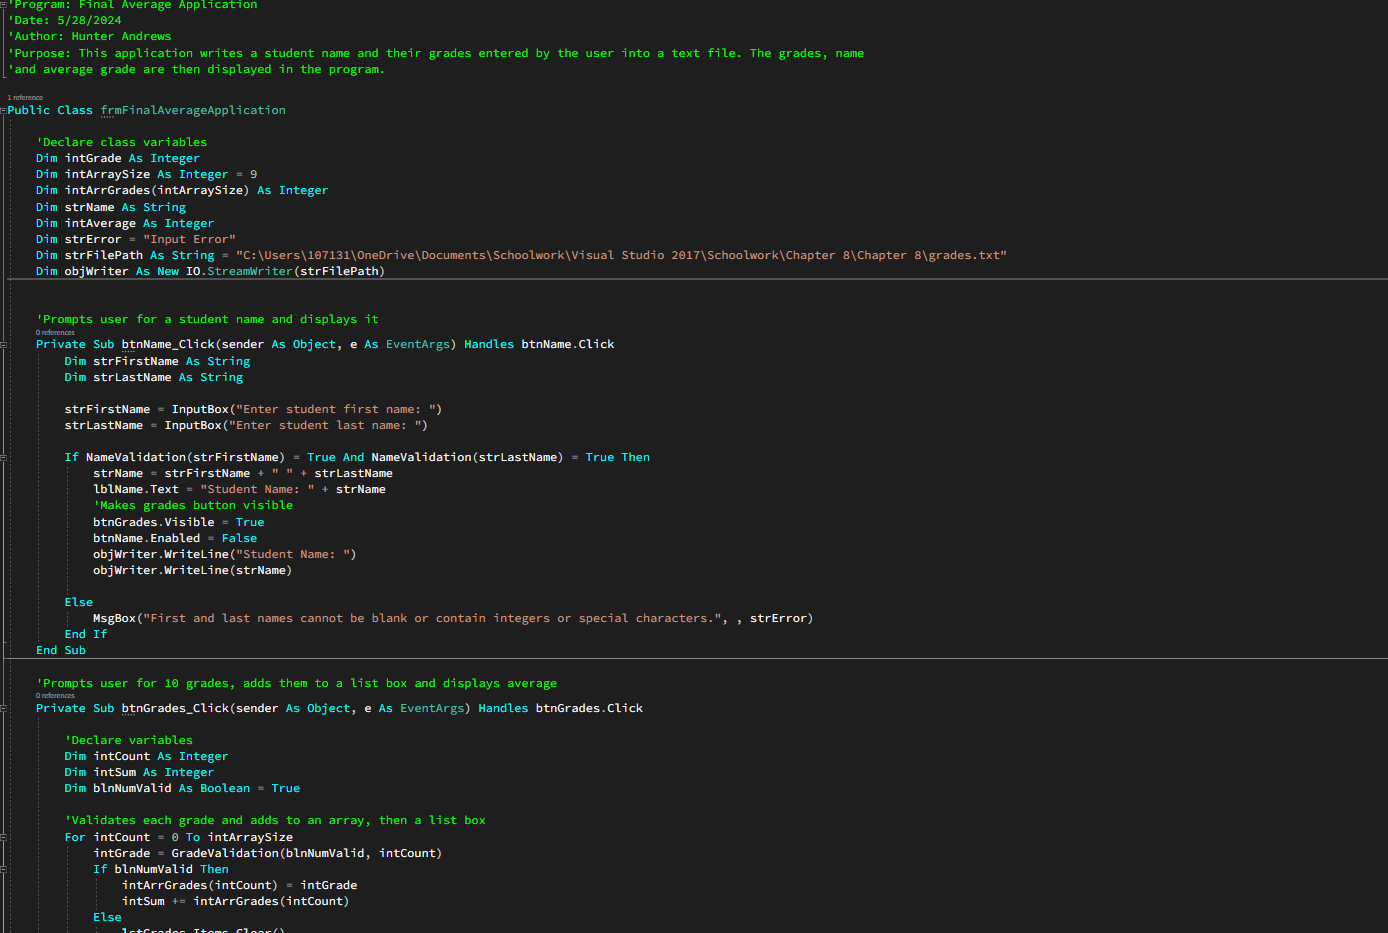 'Program: Final Average Application
'Date: 5/28/2024
'Author: Hunter Andrews
'Purpose: This application writes a student name and their grades entered by the user into a text file. The grades, name
'and average grade are then displayed in the program.
1 reference
Public Class frmFinalAverageApplication
'Declare class variables
Dim intGrade As Integer
Dim intArraySize As Integer = 9
Dim intArrGrades(intArraySize) As Integer
Dim strName As String
Dim intAverage As Integer
Dim strError = "Input Error"
Dim strFilePath As String = "C:\Users\107131\OneDrive\Documents\Schoolwork\Visual Studio 2017\Schoolwork\Chapter 8\Chapter 8\grades.txt"
Dim objWriter As New IO.StreamWriter(strFilePath)
'Prompts user for a student name and displays it
0 references
Private Sub btnName_Click(sender As Object, e As EventArgs) Handles btnName.Click
Dim strFirstName As String
Dim strLastName As String
strFirstName = InputBox("Enter student first name: ")
strLastName = InputBox("Enter student last name: ")
If NameValidation(strFirstName) = True And NameValidation(strLastName) = True Then
strName = strFirstName + " " + strLastName
lblName.Text = "Student Name: " + strName
'Makes grades button visible
btnGrades.Visible = True
btnName.Enabled = False
objWriter.WriteLine("Student Name: ")
objWriter.WriteLine(strName)
Else
MsgBox("First and last names cannot be blank or contain integers or special characters.", , strError)
End If
End Sub
'Prompts user for 10 grades, adds them to a list box and displays average
0 references
Private Sub btnGrades_Click(sender As Object, e As EventArgs) Handles btnGrades.Click
'Declare variables
Dim intCount As Integer
Dim intSum As Integer
Dim blnNumValid As Boolean = True
'Validates each grade and adds to an array, then a list box
For intCount = 0 To intArraySize
intGrade = GradeValidation(blnNumValid, intCount)
If blnNumValid Then
intArrGrades(intCount) = intGrade
intSum += intArrGrades(intCount)
Else
lstGrades.Items.Clear()